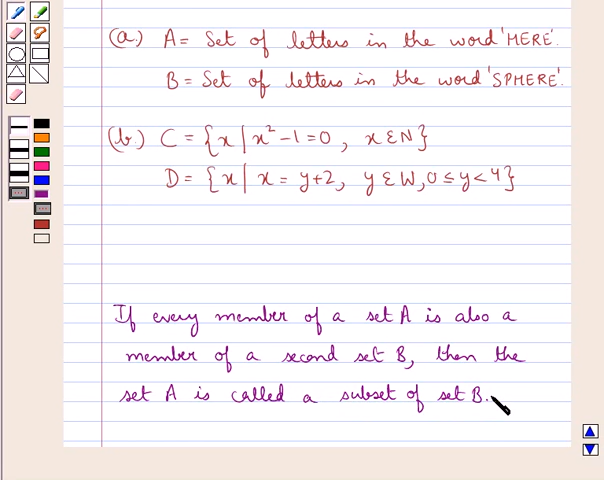 (a.) A = Set of letters in the word 'HERE'.
B = Set of letters in the word 'SPHERE'.
(b.) C = {x | x² - 1 = 0, x ε N}
D = {x | x = y+2, y ε W, 0 ≤ y < 4}
If every member of a set A is also a
member of a second set B, then the
set A is called a subset of set B.